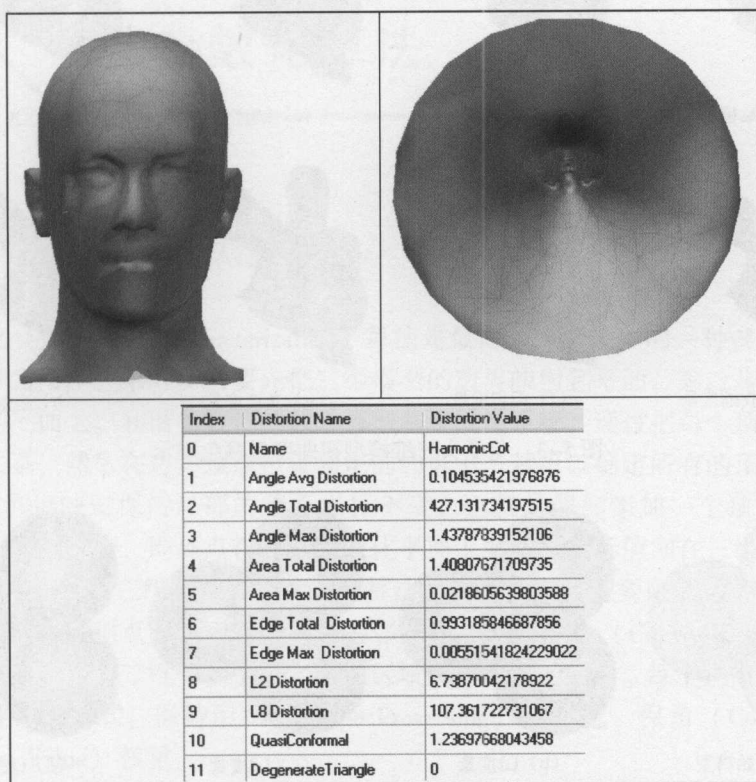 Index Distortion Name Distortion Value
0 Name HarmonicCot
1 Angle Avg Distortion 0.104535421976876
2 Angle Total Distortion 427.131734197515
3 Angle Max Distortion 1.43787839152106
4 Area Total Distortion 1.40807671709735
5 Area Max Distortion 0.0218605639803588
6 Edge Total Distortion 0.993185846687856
7 Edge Max Distortion 0.00551541824229022
8 L2 Distortion 6.73870042178922
9 L8 Distortion 107.361722731067
10 QuasiConformal 1.23697668043458
11 DegenerateTriangle 0